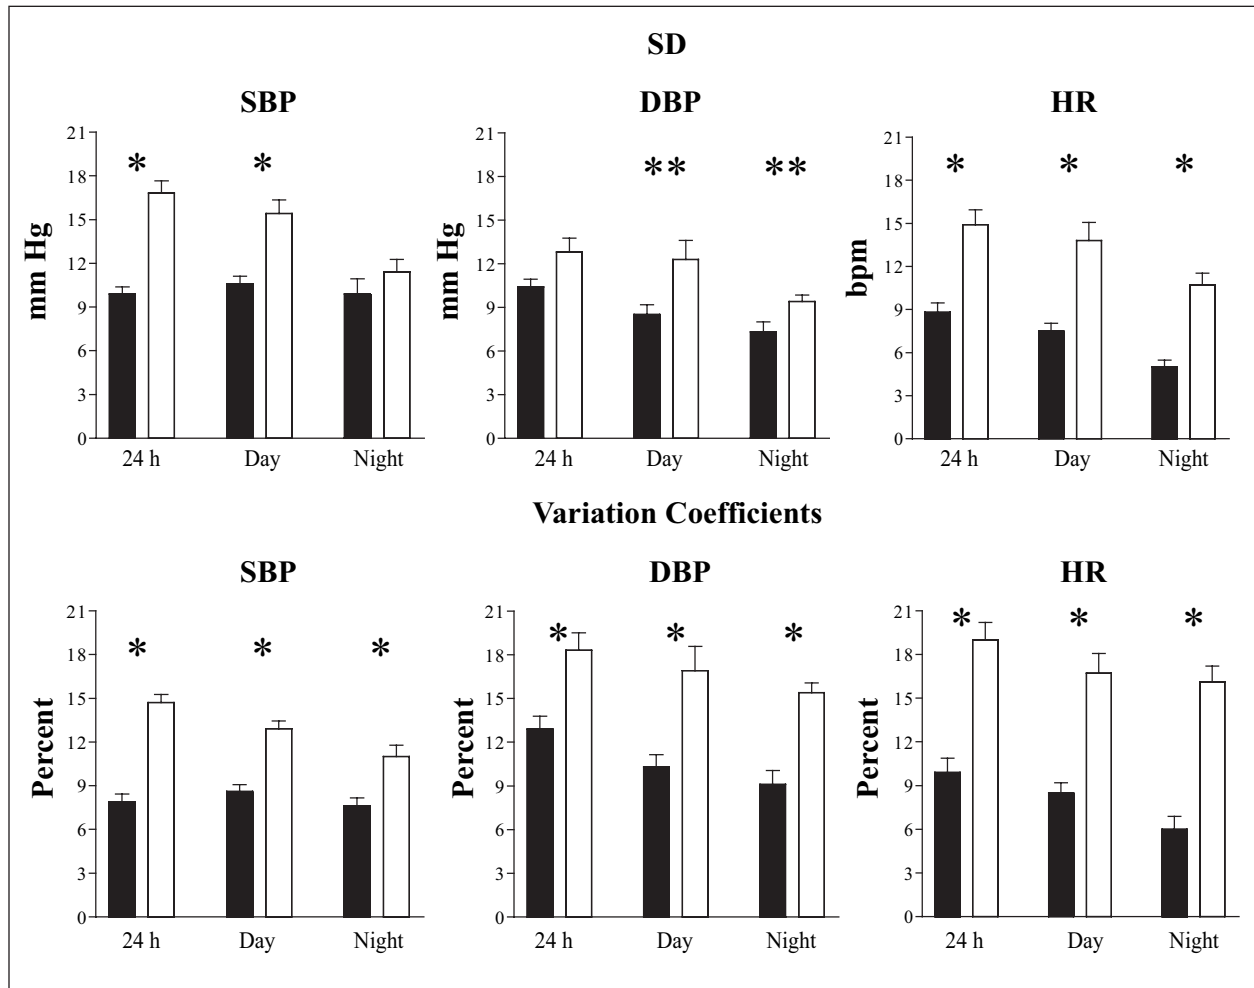 SD
SBP DBP HR
21 21 21
* * ** ** * * *
18 18 18
15 15 15
12 12 12
9 9 9
6 6 6
3 3 3
0 0 0
mm Hg mm Hg bpm
24 h Day Night 24 h Day Night 24 h Day Night
Variation Coefficients
SBP DBP HR
21 21 21
* * * * * * * * *
18 18 18
15 15 15
12 12 12
9 9 9
6 6 6
3 3 3
0 0 0
Percent Percent Percent
24 h Day Night 24 h Day Night 24 h Day Night